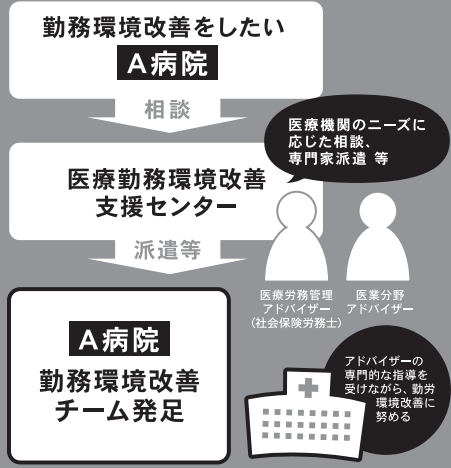 勤務環境改善をしたい
A病院
相談
医療機関のニーズに
応じた相談、
専門家派遣 等
医療勤務環境改善
支援センター
派遣等
医療労務管理
アドバイザー
(社会保険労務士)
医業分野
アドバイザー
A病院
勤務環境改善
チーム発足
アドバイザーの
専門的な指導を
受けながら、勤労
環境改善に
努める